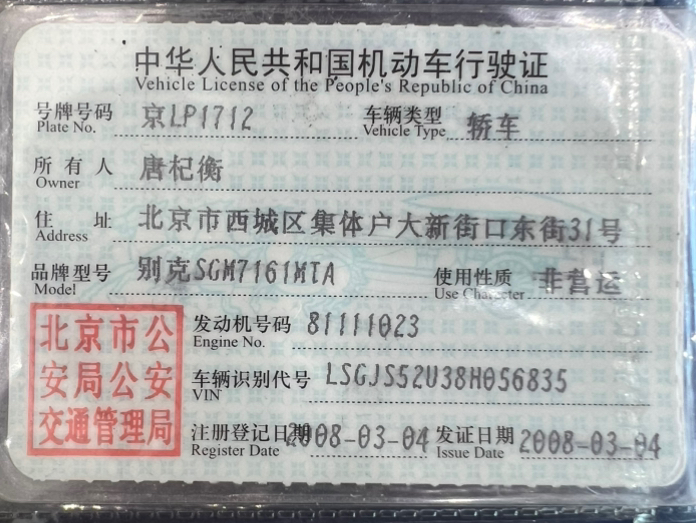 中华人民共和国机动车行驶证
Vehicle License of the People's Republic of China
号牌号码 京LP1712 车辆类型 轿车
Plate No. Vehicle Type
所有人 唐杞衡
Owner
住址 北京市西城区集体户大新街口东街31号
Address
品牌型号 别克SGM7161MTA 使用性质 非营运
Model Use Character
北京市公安局公安交通管理局
发动机号码 81111023
Engine No.
车辆识别代号 LSGJS52U38H056835
VIN
注册登记日期 2008-03-04 发证日期 2008-03-04
Register Date Issue Date